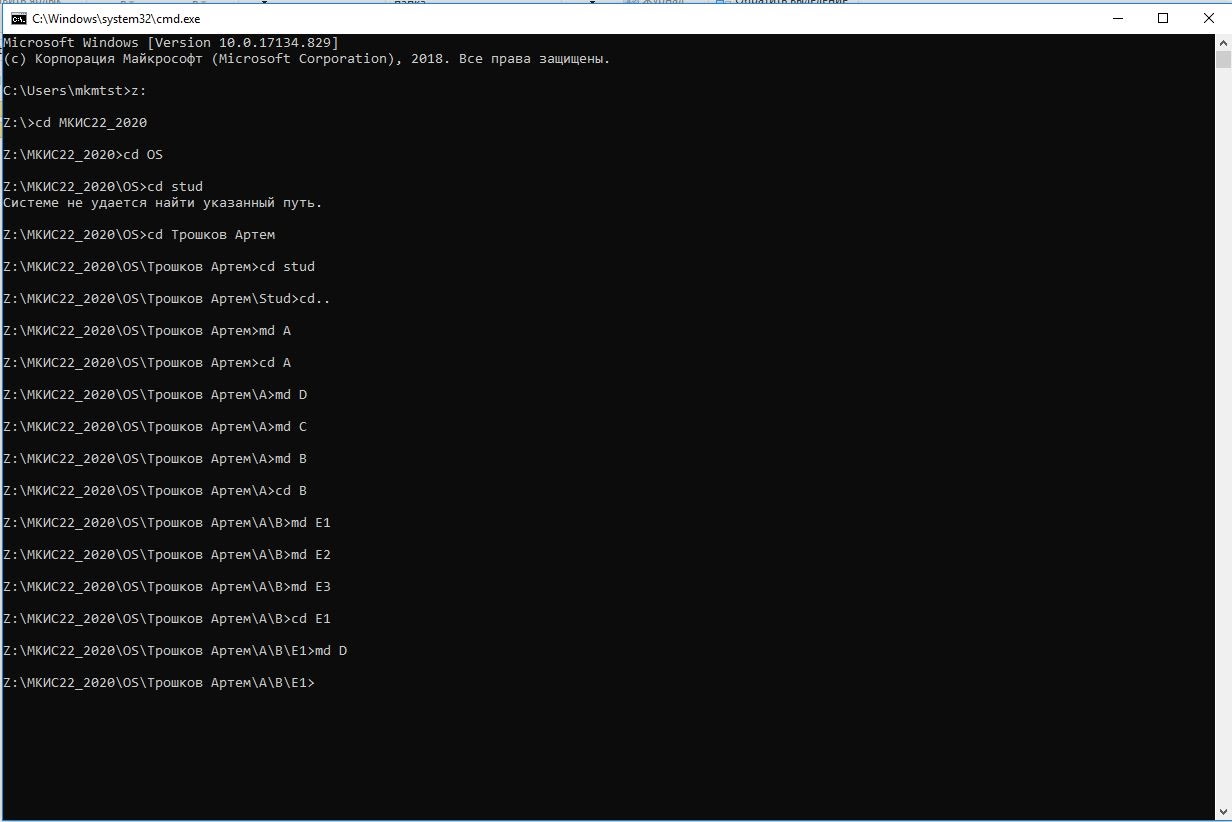 C:\Windows\system32\cmd.exe
Microsoft Windows [Version 10.0.17134.829]
(c) Корпорация Майкрософт (Microsoft Corporation), 2018. Все права защищены.
C:\Users\mkmtst>z:
Z:\>cd МКИС22_2020
Z:\МКИС22_2020>cd OS
Z:\МКИС22_2020\OS>cd stud
Системе не удается найти указанный путь.
Z:\МКИС22_2020\OS>cd Трошков Артем
Z:\МКИС22_2020\OS\Трошков Артем>cd stud
Z:\МКИС22_2020\OS\Трошков Артем\Stud>cd..
Z:\МКИС22_2020\OS\Трошков Артем>md A
Z:\МКИС22_2020\OS\Трошков Артем>cd A
Z:\МКИС22_2020\OS\Трошков Артем\A>md D
Z:\МКИС22_2020\OS\Трошков Артем\A>md C
Z:\МКИС22_2020\OS\Трошков Артем\A>md B
Z:\МКИС22_2020\OS\Трошков Артем\A>cd B
Z:\МКИС22_2020\OS\Трошков Артем\A\B>md E1
Z:\МКИС22_2020\OS\Трошков Артем\A\B>md E2
Z:\МКИС22_2020\OS\Трошков Артем\A\B>md E3
Z:\МКИС22_2020\OS\Трошков Артем\A\B>cd E1
Z:\МКИС22_2020\OS\Трошков Артем\A\B\E1>md D
Z:\МКИС22_2020\OS\Трошков Артем\A\B\E1>